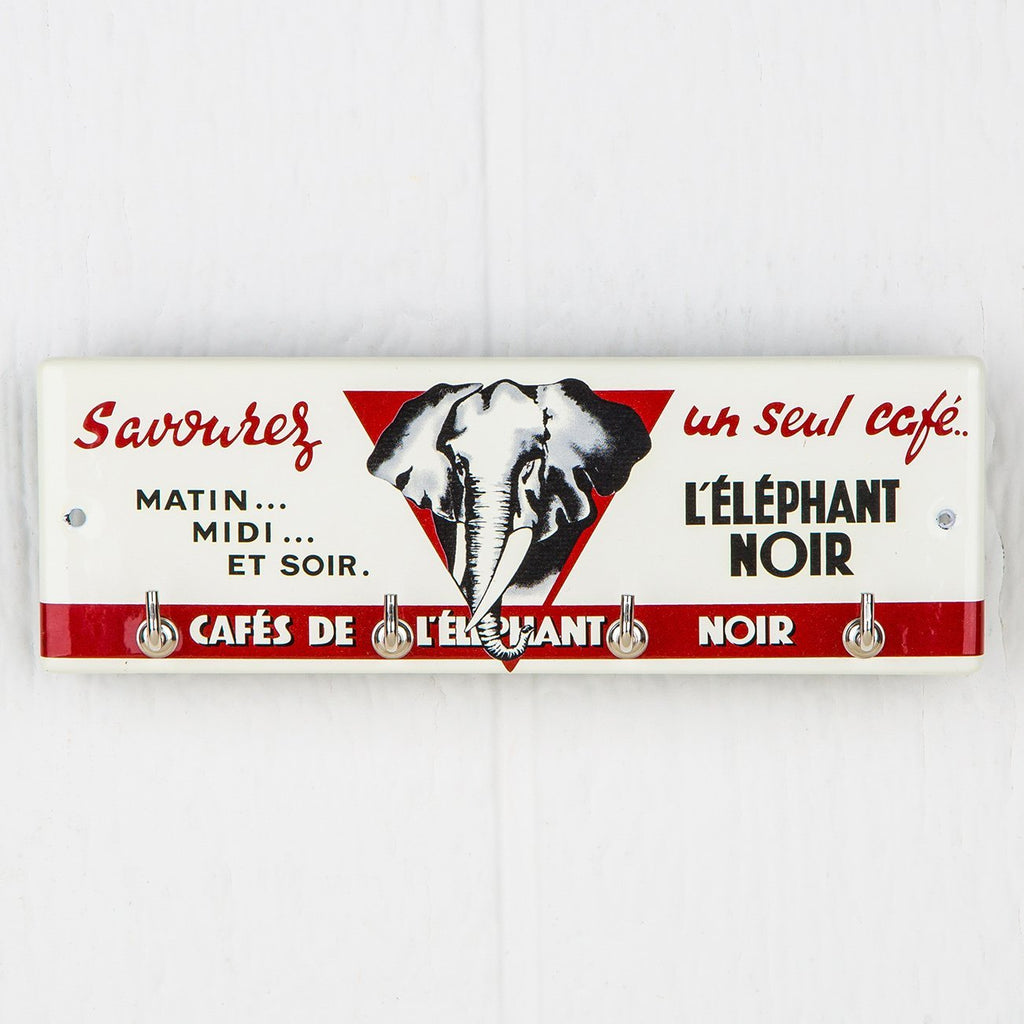 Savourez
MATIN...
MIDI...
ET SOIR.
un seul café..
L'ÉLÉPHANT
NOIR
CAFÉS DE L'ÉLÉPHANT NOIR